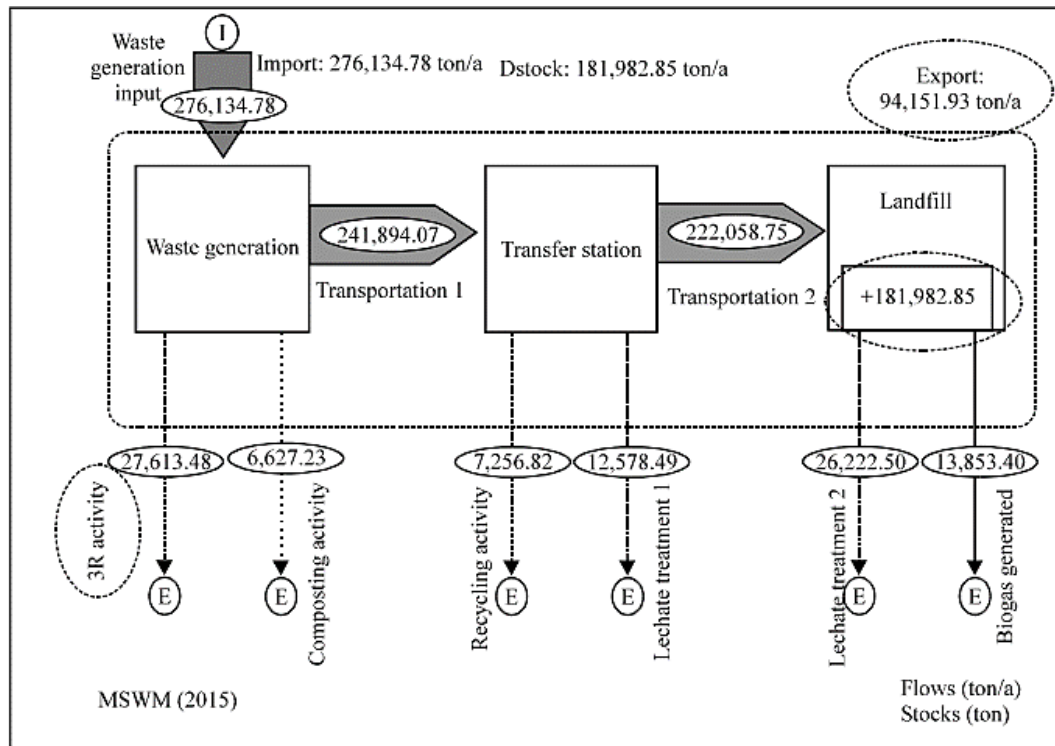 Waste
generation
input
I
Import: 276,134.78 ton/a
Dstock: 181,982.85 ton/a
Export:
94,151.93 ton/a
276,134.78
Waste generation
241,894.07
Transportation 1
Transfer station
222,058.75
Transportation 2
Landfill
+181,982.85
27,613.48
6,627.23
7,256.82
12,578.49
26,222.50
13,853.40
3R activity
Composting activity
Recycling activity
Lechate treatment 1
Lechate treatment 2
Biogas generated
E
E
E
E
E
E
MSWM (2015)
Flows (ton/a)
Stocks (ton)